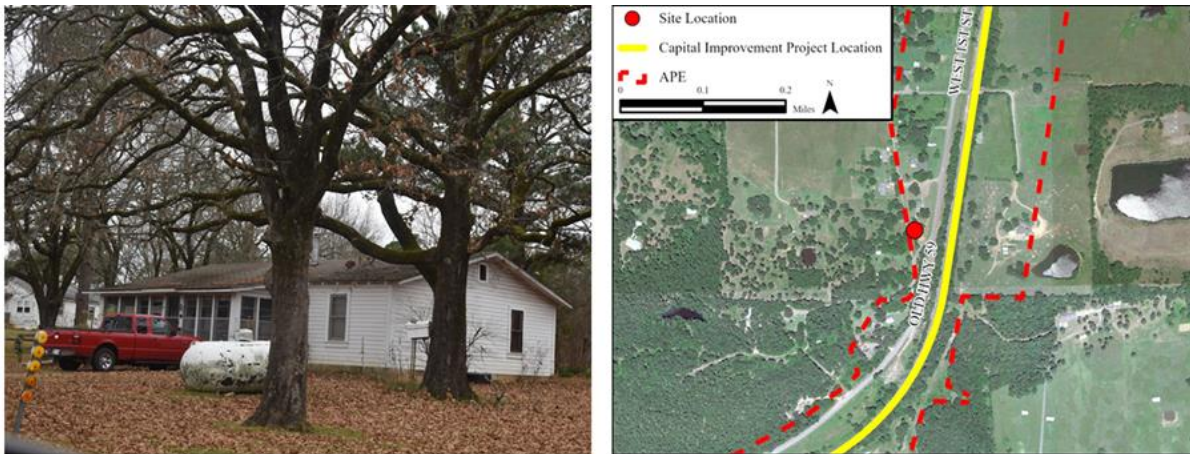 Site Location
Capital Improvement Project Location
APE
0 0.1 0.2
Miles
N
WEST 1ST ST
OLD HWY 59